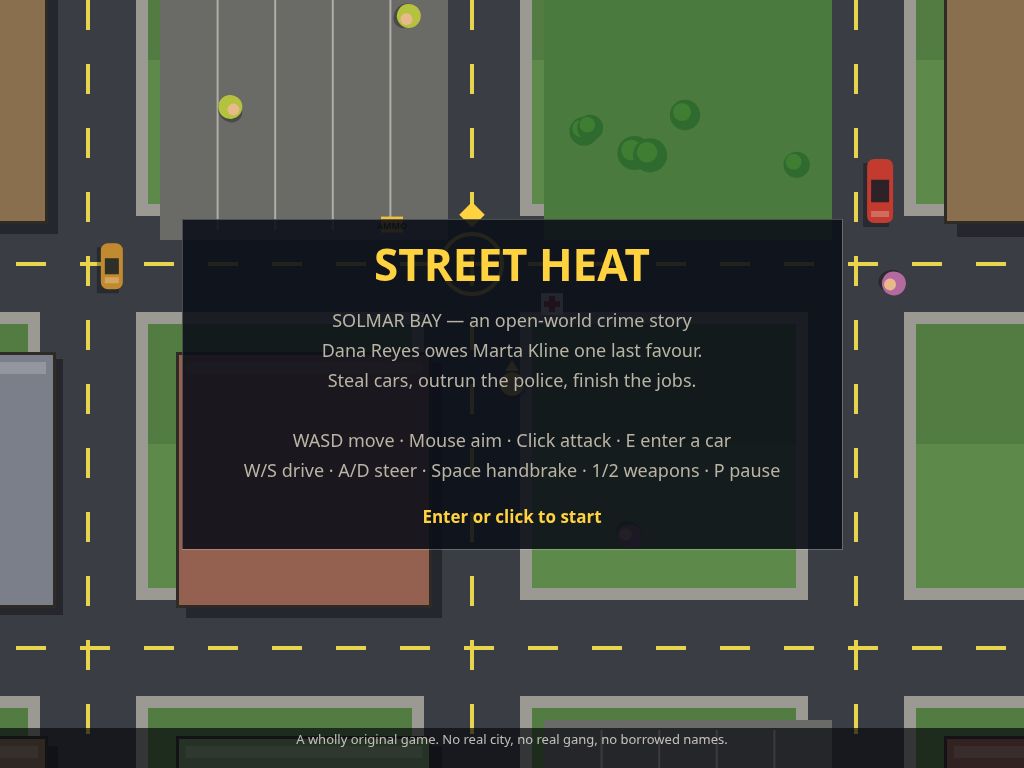 AMMO
STREET HEAT
SOLMAR BAY — an open-world crime story
Dana Reyes owes Marta Kline one last favour.
Steal cars, outrun the police, finish the jobs.
WASD move · Mouse aim · Click attack · E enter a car
W/S drive · A/D steer · Space handbrake · 1/2 weapons · P pause
Enter or click to start
A wholly original game. No real city, no real gang, no borrowed names.